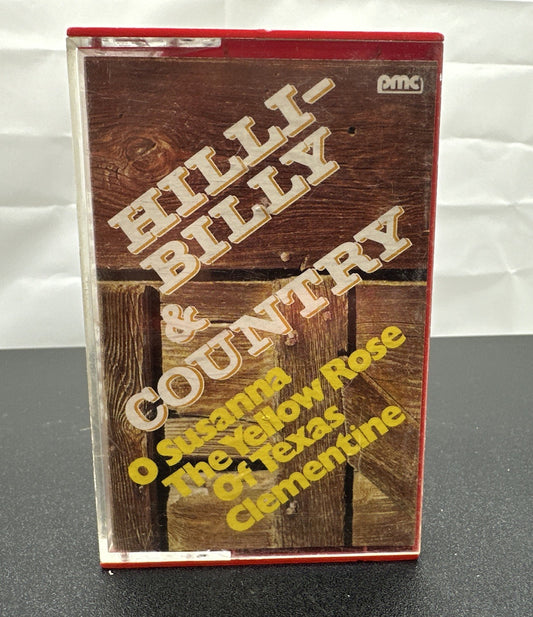 pmc
HILLI-
BILLY
&
COUNTRY
O Susanna
The Yellow Rose
Of Texas
Clementine